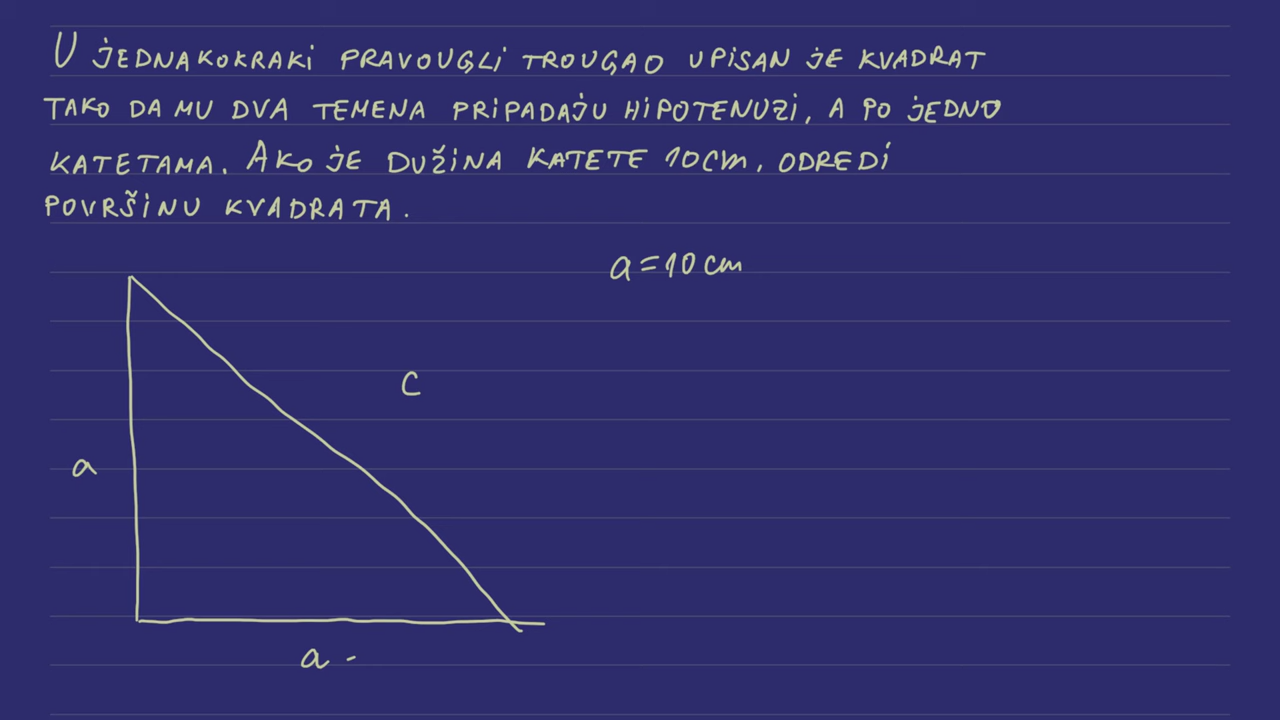 U JEDNAKOKRAKI PRAVOUGLI TROUGAO UPISAN JE KVADRAT
TAKO DA MU DVA TEMENA PRIPADAJU HIPOTENUZI, A PO JEDNO
KATETAMA. AKO JE DUŽINA KATETE 10CM, ODREDI
POVRŠINU KVADRATA.
a=10 cm
c
a
a -